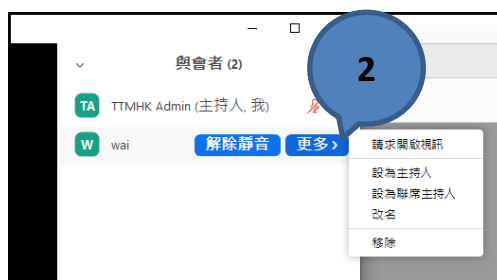 與會者 (2)
2
TA TTMHK Admin (主持人, 我)
W wai 解除靜音 更多 ›
請求開啟視訊
設為主持人
設為聯席主持人
改名
移除